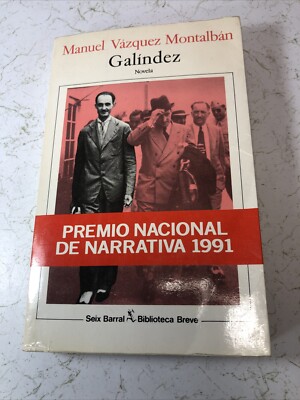 Manuel Vázquez Montalbán
Galíndez
Novela
PREMIO NACIONAL
DE NARRATIVA 1991
Seix Barral Biblioteca Breve